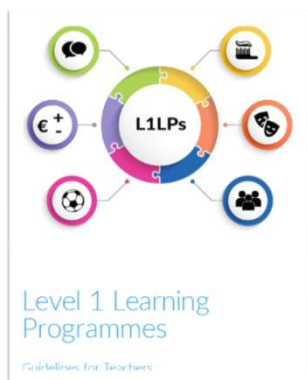 L1LPs
€ + -
Level 1 Learning
Programmes
Guidelines for Teachers